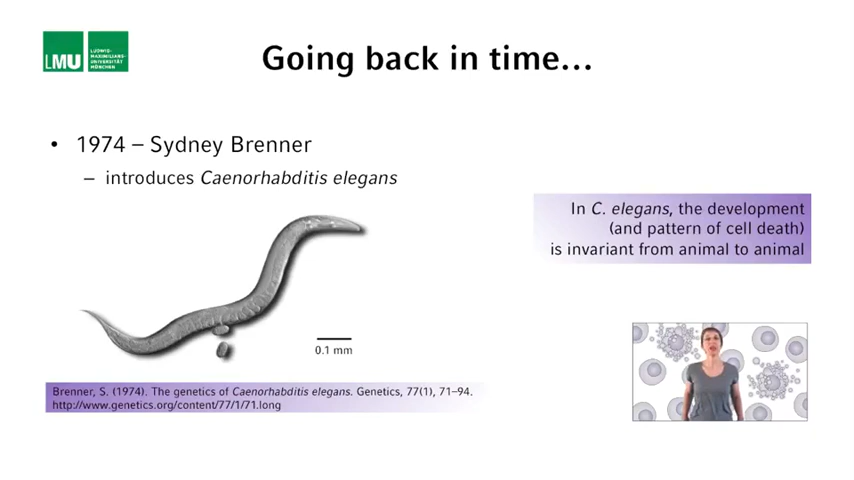 LMU
LUDWIG-
MAXIMILIANS-
UNIVERSITÄT
MÜNCHEN
Going back in time...
• 1974 – Sydney Brenner
– introduces Caenorhabditis elegans
In C. elegans, the development
(and pattern of cell death)
is invariant from animal to animal
0.1 mm
Brenner, S. (1974). The genetics of Caenorhabditis elegans. Genetics, 77(1), 71–94.
http://www.genetics.org/content/77/1/71.long